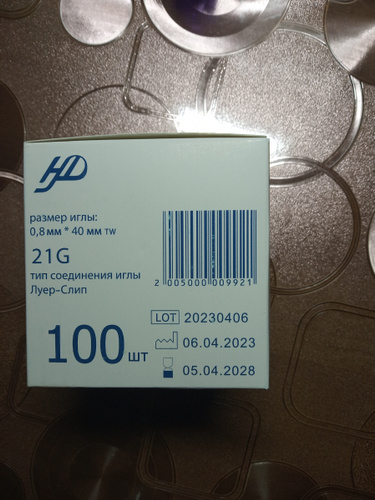 HD
размер иглы:
0,8 мм * 40 мм TW
21G
тип соединения иглы
Луер-Слип
100 шт
2 005000 009921
LOT 20230406
06.04.2023
05.04.2028